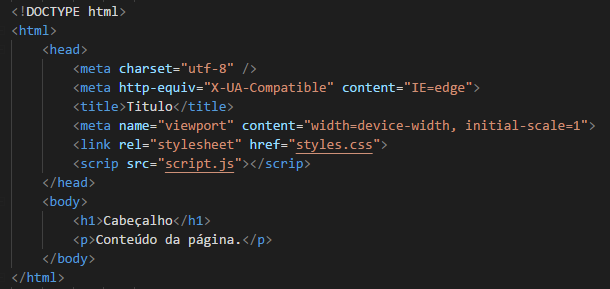 <!DOCTYPE html>
<html>
<head>
<meta charset="utf-8" />
<meta http-equiv="X-UA-Compatible" content="IE=edge">
<title>Titulo</title>
<meta name="viewport" content="width=device-width, initial-scale=1">
<link rel="stylesheet" href="styles.css">
<scrip src="script.js"></scrip>
</head>
<body>
<h1>Cabeçalho</h1>
<p>Conteúdo da página.</p>
</body>
</html>